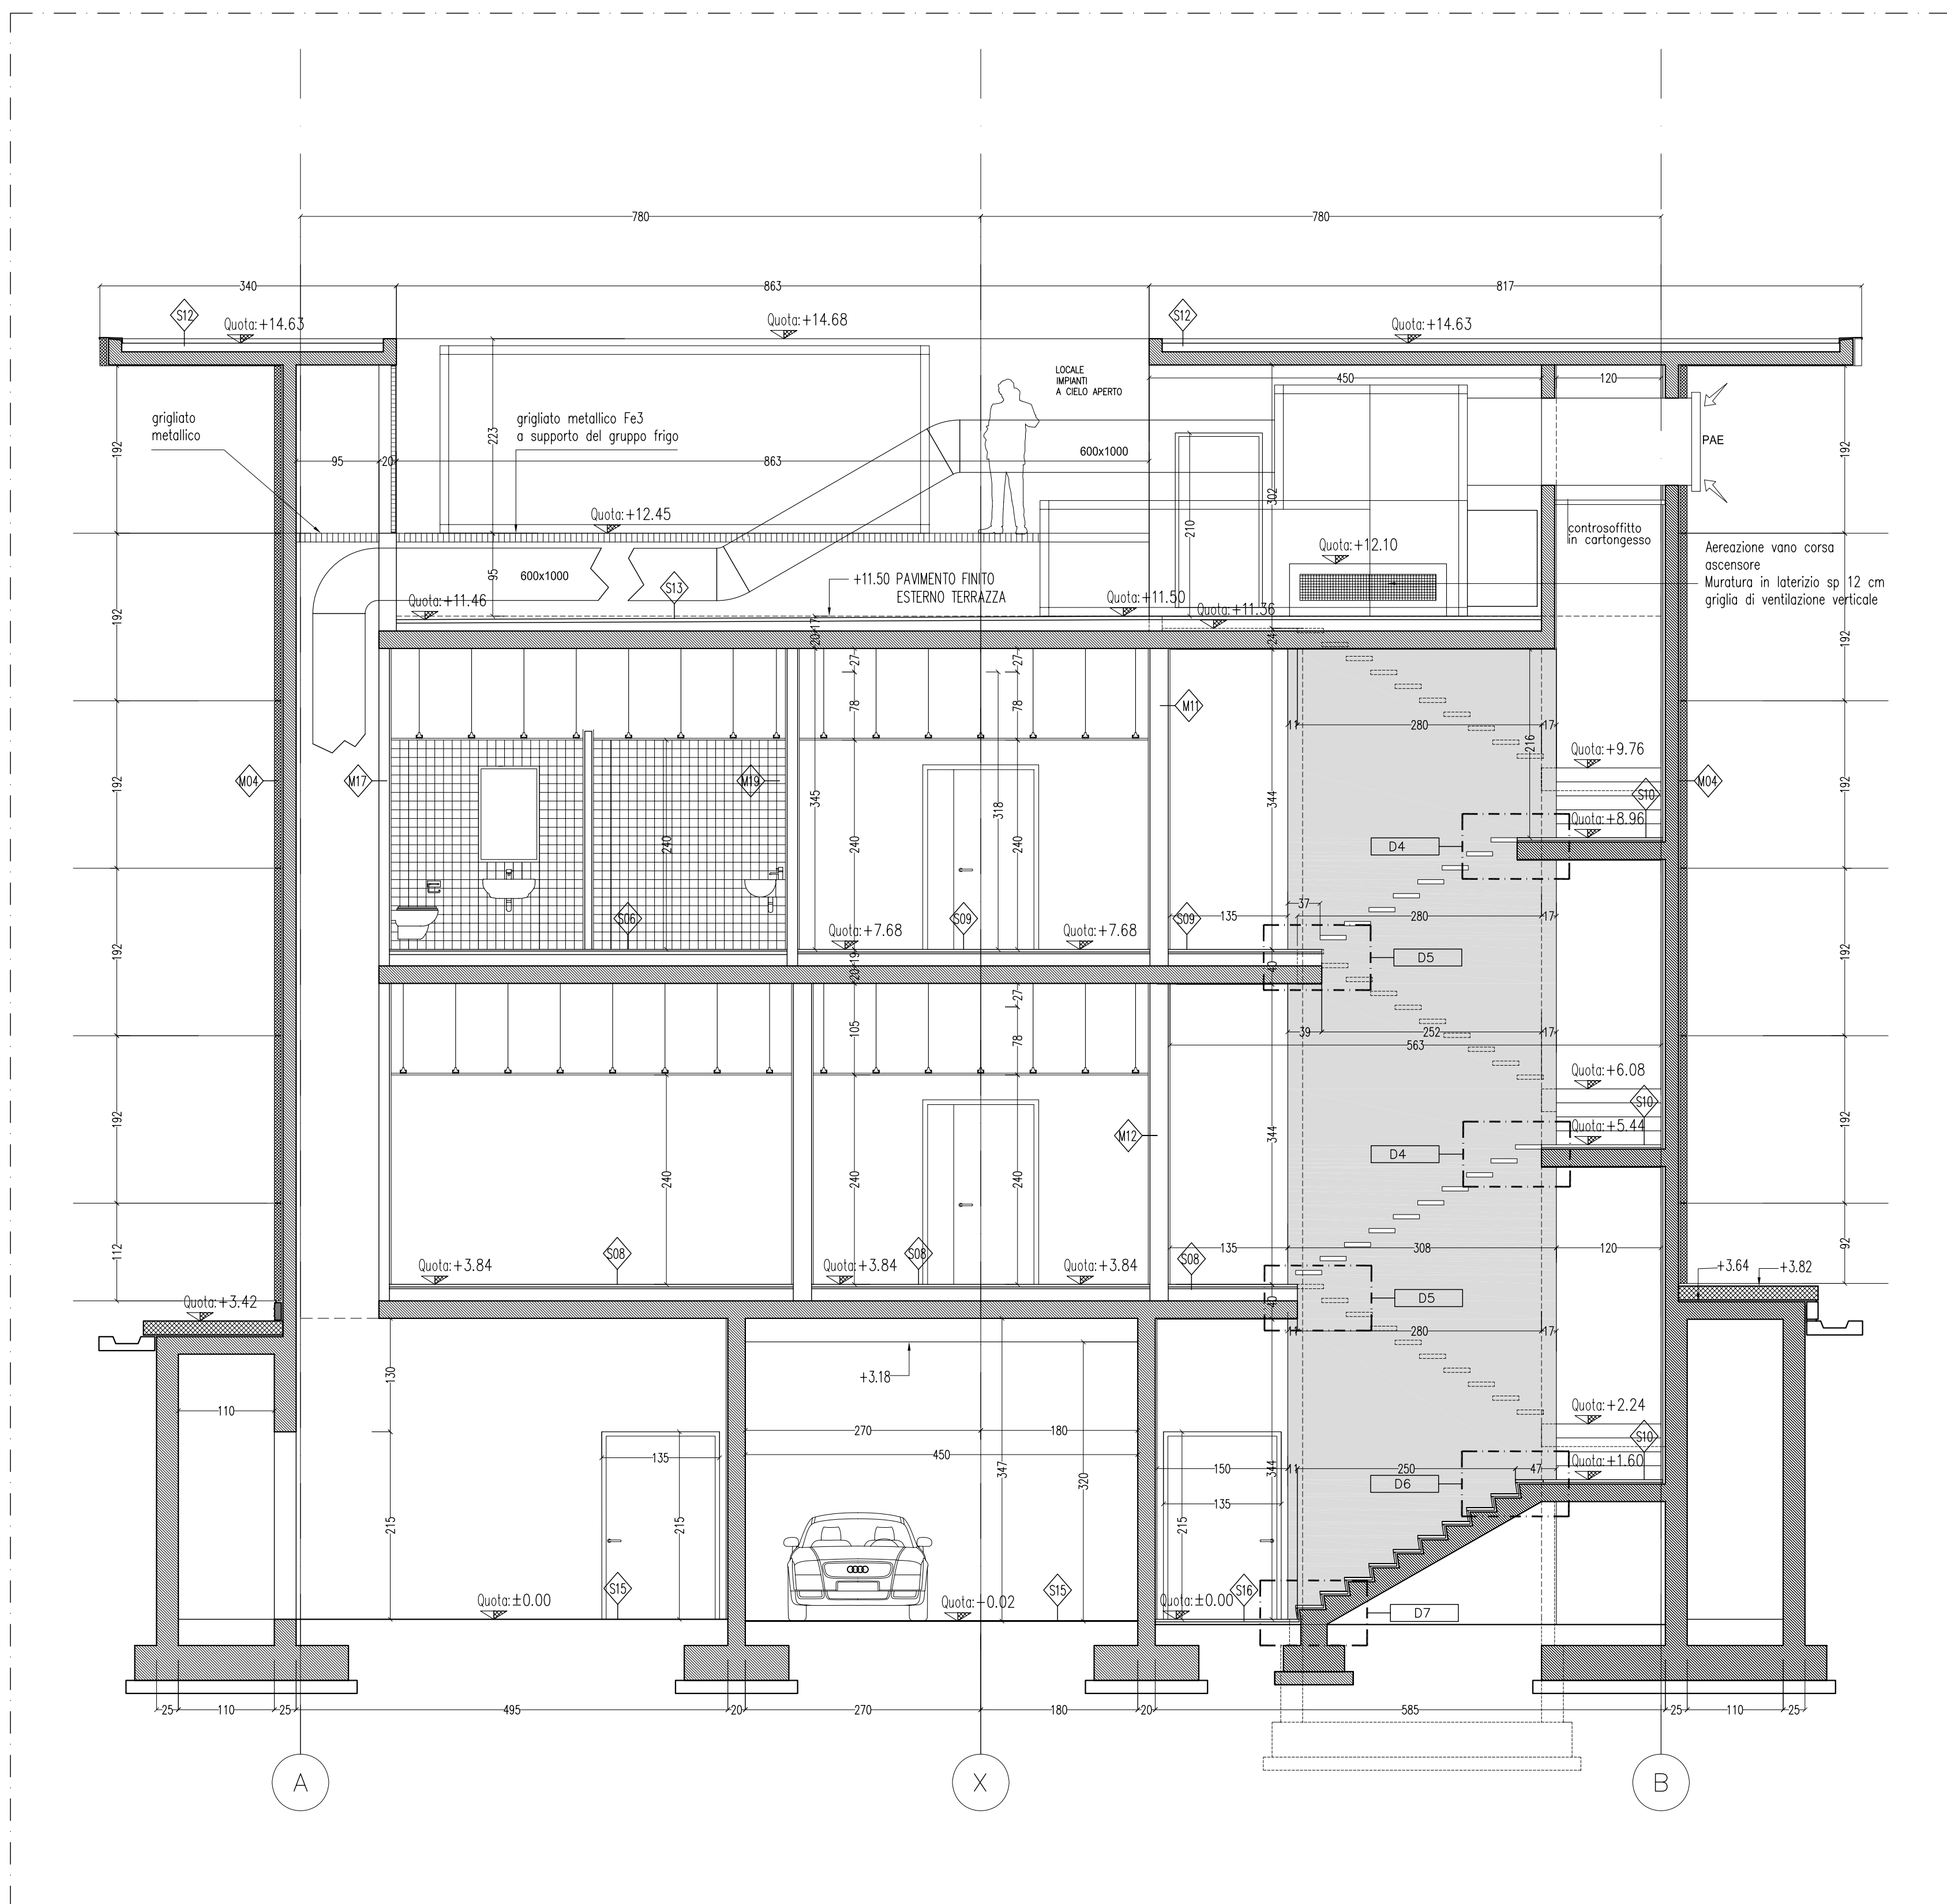 780
780
340
863
817
S12
Quota:+14.63
Quota:+14.68
S12
Quota:+14.63
LOCALE
IMPIANTI
A CIELO APERTO
450
120
grigliato
metallico
grigliato metallico Fe3
a supporto del gruppo frigo
192
223
95
20
863
600x1000
PAE
192
302
210
Quota:+12.45
controsoffitto
in cartongesso
Quota:+12.10
Aereazione vano corsa
ascensore
Muratura in laterizio sp 12 cm
griglia di ventilazione verticale
600x1000
95
S13
+11.50 PAVIMENTO FINITO
ESTERNO TERRAZZA
Quota:+11.46
Quota:+11.50
Quota:+11.36
192
20
17
24
192
27
27
78
78
M11
11
280
17
216
Quota:+9.76
M04
M17
M19
M04
192
345
318
344
192
S10
Quota:+8.96
240
240
240
D4
37
S06
S09
S09
135
280
17
Quota:+7.68
Quota:+7.68
192
192
D5
20
19
40
27
105
78
39
252
17
563
Quota:+6.08
S10
192
M12
344
192
Quota:+5.44
D4
240
240
240
135
308
120
112
S08
S08
S08
92
Quota:+3.84
Quota:+3.84
Quota:+3.84
+3.64
+3.82
Quota:+3.42
D5
40
11
280
17
130
+3.18
110
Quota:+2.24
270
180
S10
450
135
347
320
150
344
11
250
47
Quota:+1.60
D6
135
215
215
215
S15
S15
S16
Quota:±0.00
Quota:-0.02
Quota:±0.00
D7
25
110
25
495
20
270
180
20
585
25
110
25
A
X
B